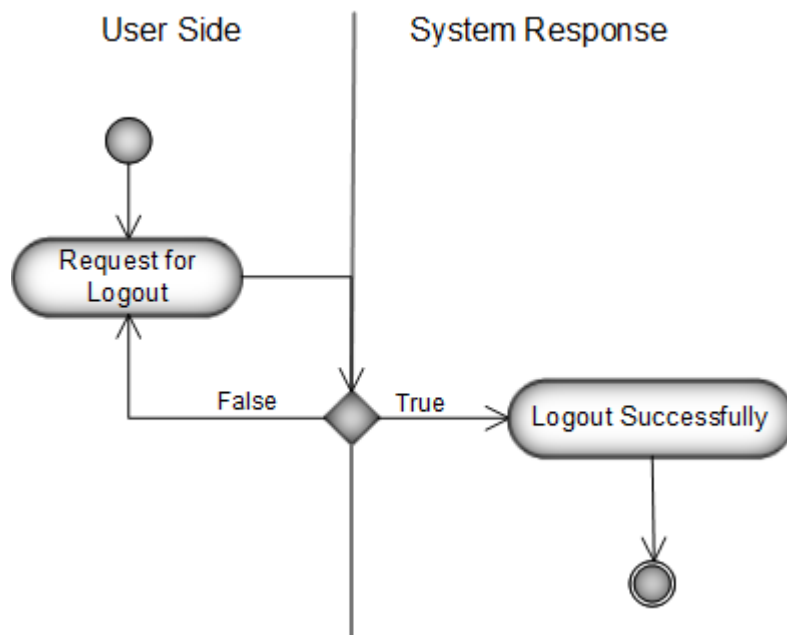 User Side
System Response
Request for
Logout
False
True
Logout Successfully